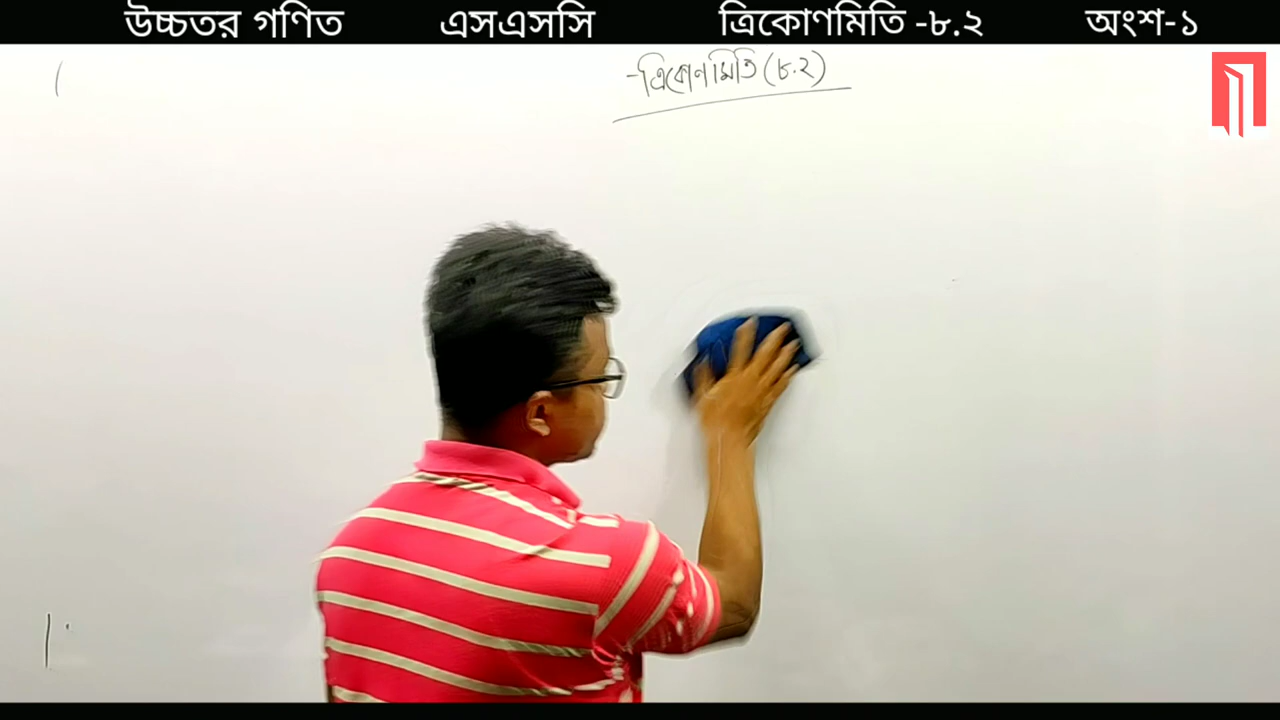 উচ্চতর গণিত এসএসসি ত্রিকোণমিতি -৮.২ অংশ-১
ত্রিকোণমিতি (৮.২)